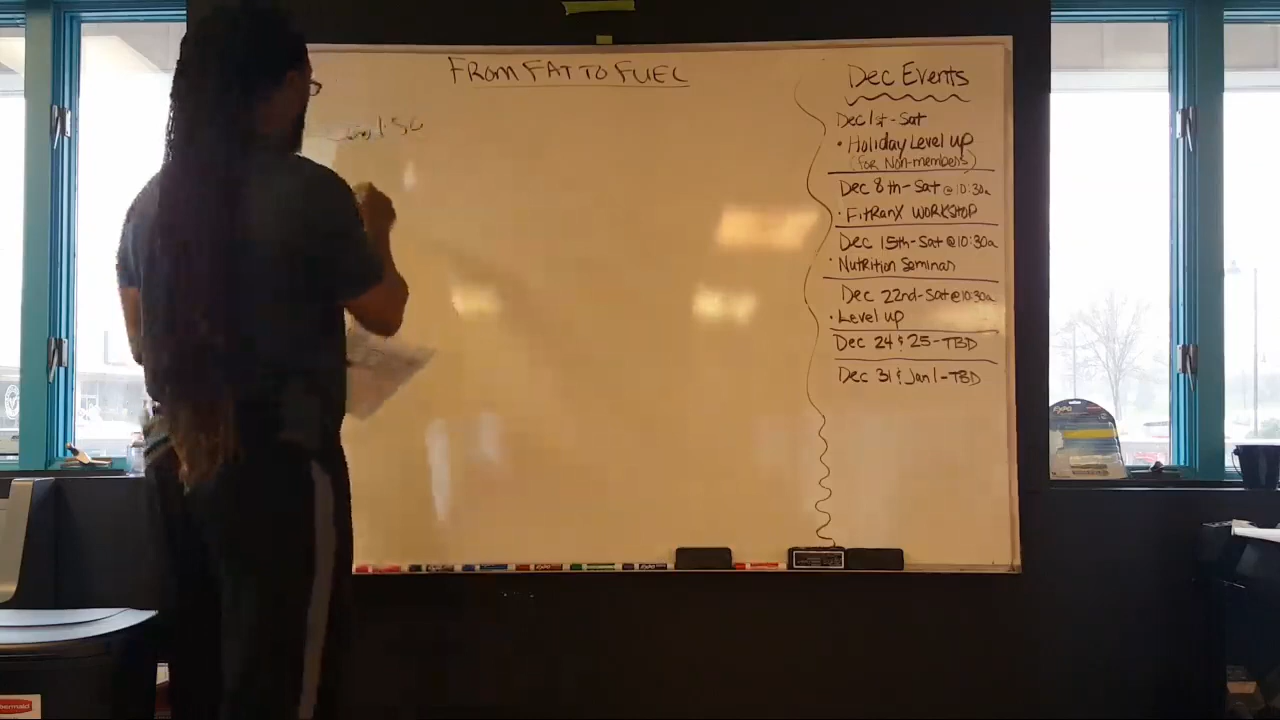 FROM FAT TO FUEL
Dec Events
Dec 1st-Sat
• Holiday Level up
(for Non-members)
Dec 8th-Sat @ 10:30a
• FitRanX WORKSHOP
Dec 15th-Sat @ 10:30a
• Nutrition Seminar
Dec 22nd-Sat @ 10:30a
• Level up
Dec 24 & 25-TBD
Dec 31 & Jan 1-TBD
EXPO